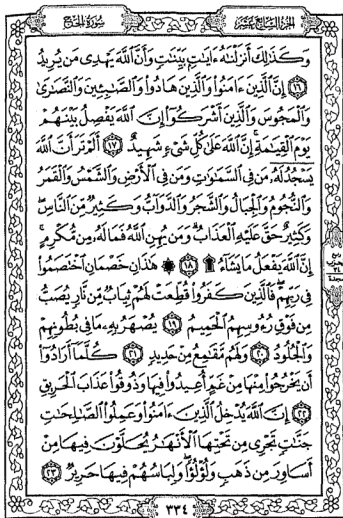 سورة الحج الجزء السابع عشر
وَكَذَٰلِكَ أَنزَلْنَٰهُ ءَايَٰتٍۭ بَيِّنَٰتٍ وَأَنَّ ٱللَّهَ يَهْدِى مَن يُرِيدُ
١٦ إِنَّ ٱلَّذِينَ ءَامَنُوا۟ وَٱلَّذِينَ هَادُوا۟ وَٱلصَّٰبِـِٔينَ وَٱلنَّصَٰرَىٰ
وَٱلْمَجُوسَ وَٱلَّذِينَ أَشْرَكُوٓا۟ إِنَّ ٱللَّهَ يَفْصِلُ بَيْنَهُمْ
يَوْمَ ٱلْقِيَٰمَةِ ۚ إِنَّ ٱللَّهَ عَلَىٰ كُلِّ شَىْءٍ شَهِيدٌ ١٧ أَلَمْ تَرَ أَنَّ ٱللَّهَ
يَسْجُدُ لَهُۥ مَن فِى ٱلسَّمَٰوَٰتِ وَمَن فِى ٱلْأَرْضِ وَٱلشَّمْسُ وَٱلْقَمَرُ
وَٱلنُّجُومُ وَٱلْجِبَالُ وَٱلشَّجَرُ وَٱلدَّوَآبُّ وَكَثِيرٌ مِّنَ ٱلنَّاسِ ۖ
وَكَثِيرٌ حَقَّ عَلَيْهِ ٱلْعَذَابُ ۗ وَمَن يُهِنِ ٱللَّهُ فَمَا لَهُۥ مِن مُّكْرِمٍ ۚ
إِنَّ ٱللَّهَ يَفْعَلُ مَا يَشَآءُ ۩ ١٨ ۞ هَٰذَانِ خَصْمَانِ ٱخْتَصَمُوا۟
فِى رَبِّهِمْ ۖ فَٱلَّذِينَ كَفَرُوا۟ قُطِّعَتْ لَهُمْ ثِيَابٌ مِّن نَّارٍ يُصَبُّ
مِن فَوْقِ رُءُوسِهِمُ ٱلْحَمِيمُ ١٩ يُصْهَرُ بِهِۦ مَا فِى بُطُونِهِمْ
وَٱلْجُلُودُ ٢٠ وَلَهُم مَّقَٰمِعُ مِنْ حَدِيدٍ ٢١ كُلَّمَآ أَرَادُوٓا۟
أَن يَخْرُجُوا۟ مِنْهَا مِنْ غَمٍّ أُعِيدُوا۟ فِيهَا وَذُوقُوا۟ عَذَابَ ٱلْحَرِيقِ
٢٢ إِنَّ ٱللَّهَ يُدْخِلُ ٱلَّذِينَ ءَامَنُوا۟ وَعَمِلُوا۟ ٱلصَّٰلِحَٰتِ
جَنَّٰتٍ تَجْرِى مِن تَحْتِهَا ٱلْأَنْهَٰرُ يُحَلَّوْنَ فِيهَا مِنْ
أَسَاوِرَ مِن ذَهَبٍ وَلُؤْلُؤًا ۖ وَلِبَاسُهُمْ فِيهَا حَرِيرٌ ٢٣
٣٣٤